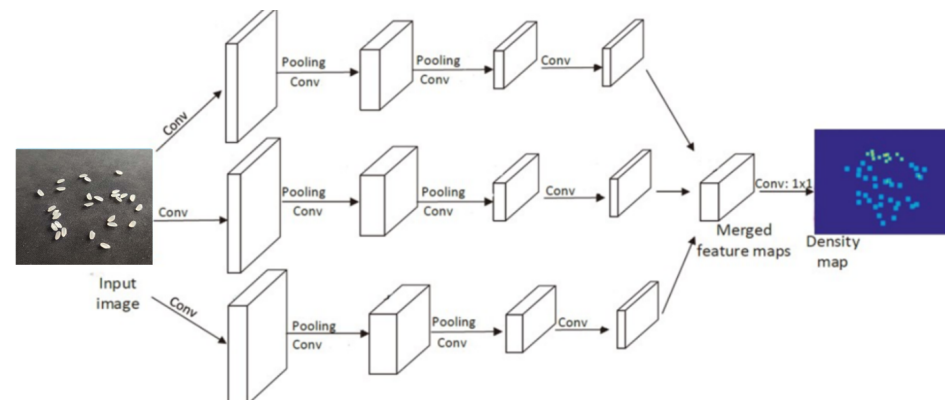 Conv
Pooling
Conv
Pooling
Conv
Conv
Conv
Pooling
Conv
Pooling
Conv
Conv
Conv
Pooling
Conv
Pooling
Conv
Conv
Input
image
Merged
feature maps
Conv: 1x1
Density
map